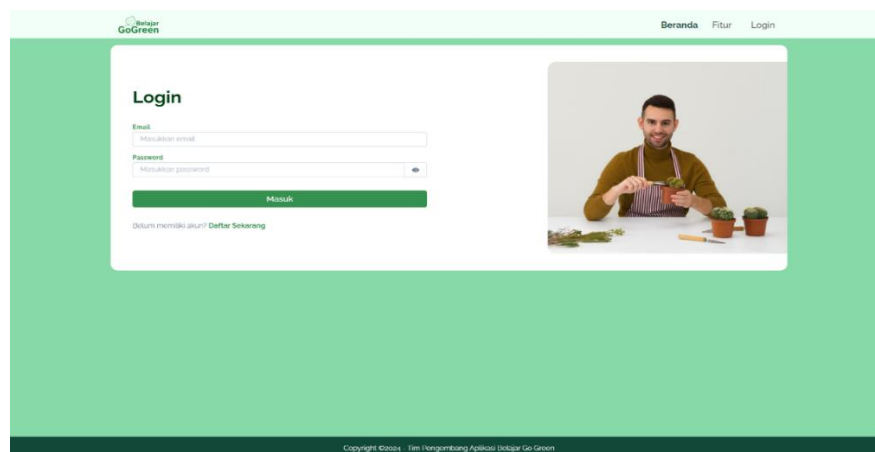 Belajar
GoGreen
Beranda Fitur Login
Login
Email
Masukkan email
Password
Masukkan password
Masuk
Belum memiliki akun? Daftar Sekarang
Copyright ©2024 Tim Pengembang Aplikasi Belajar Go Green